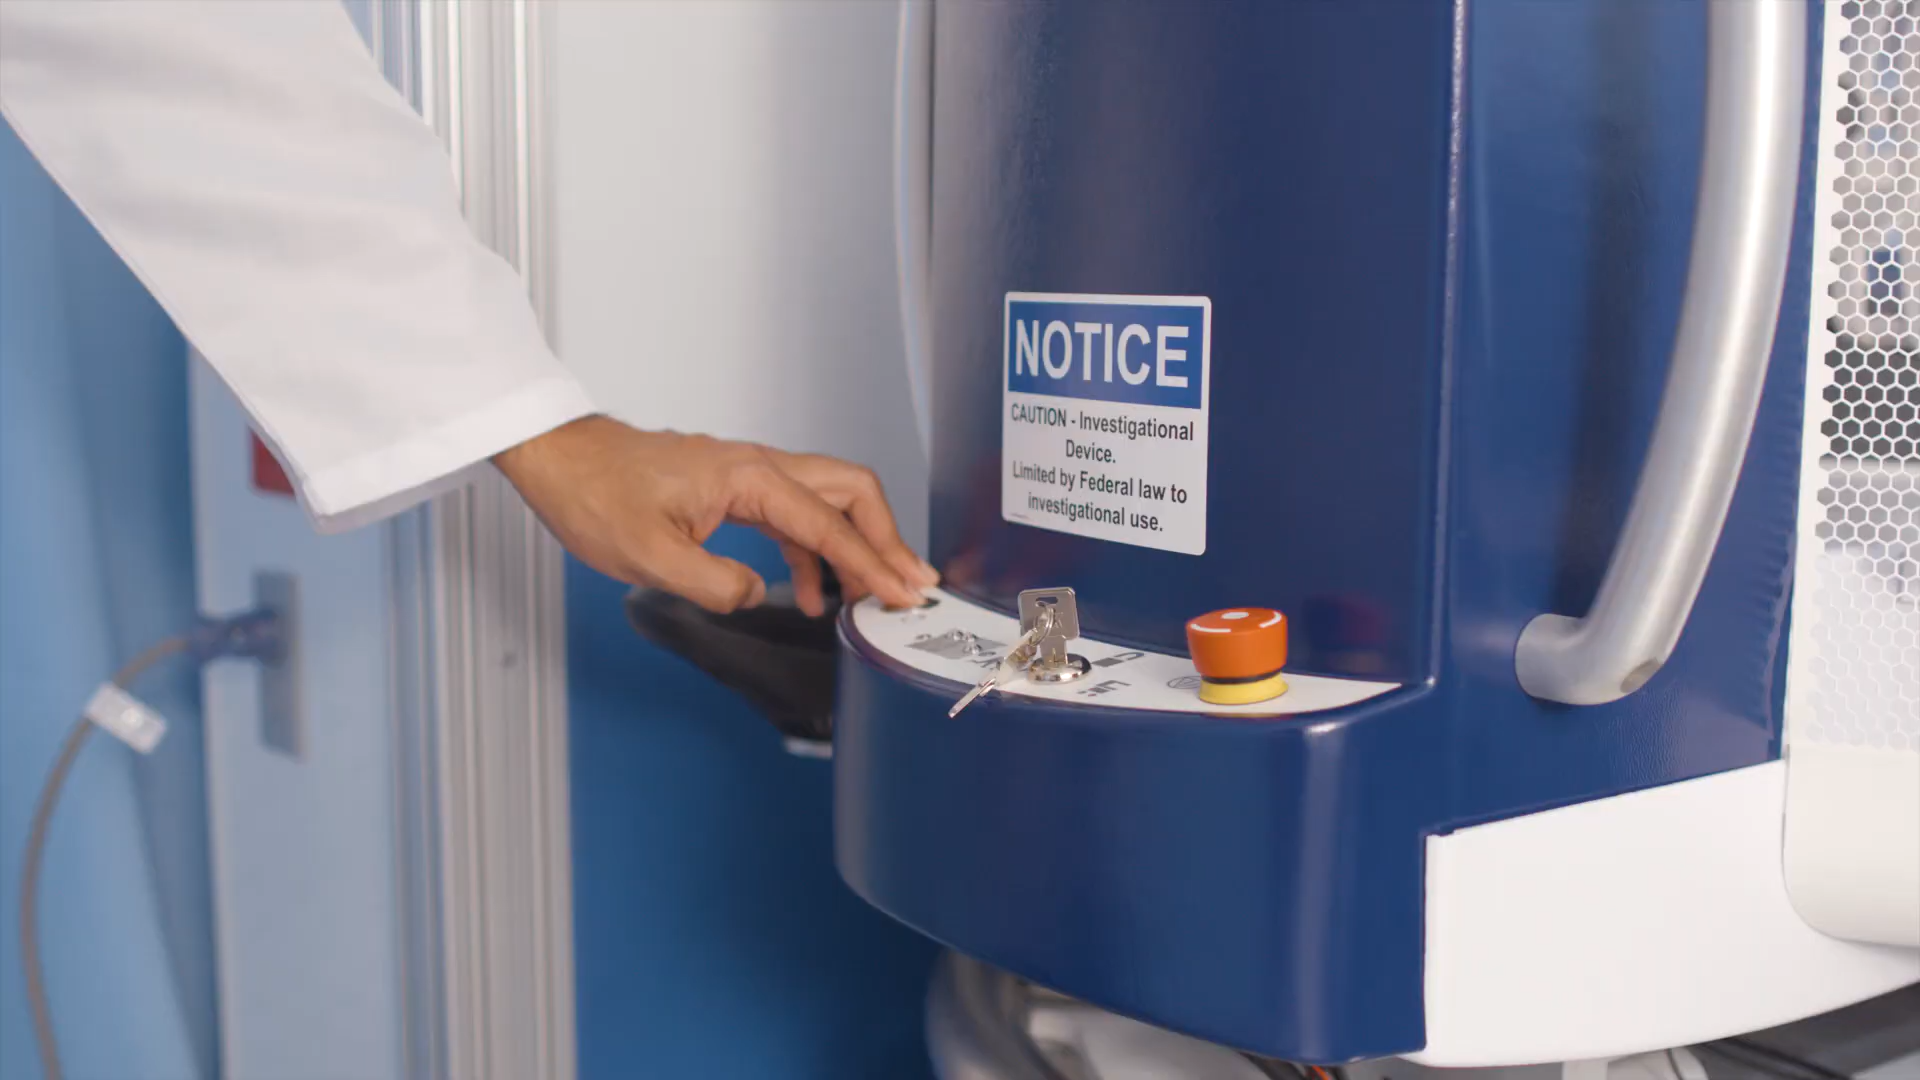 NOTICE
CAUTION - Investigational
Device.
Limited by Federal law to
investigational use.